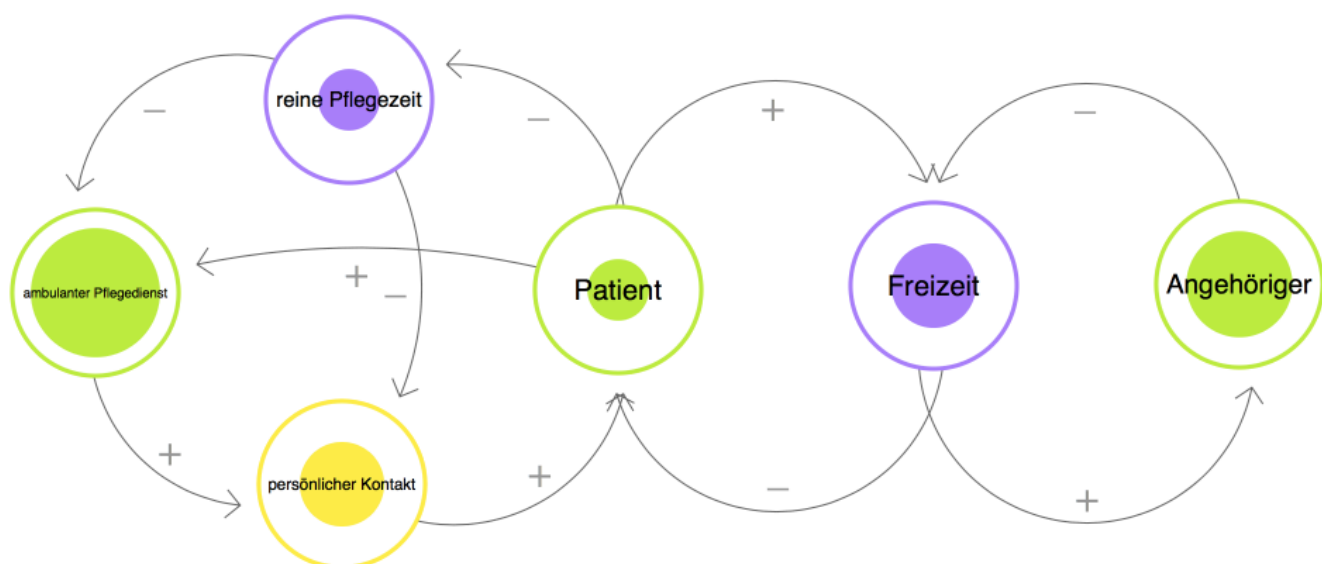 reine Pflegezeit
–
–
+
–
ambulanter Pflegedienst
+
–
Patient
Freizeit
Angehöriger
+
persönlicher Kontakt
+
–
+